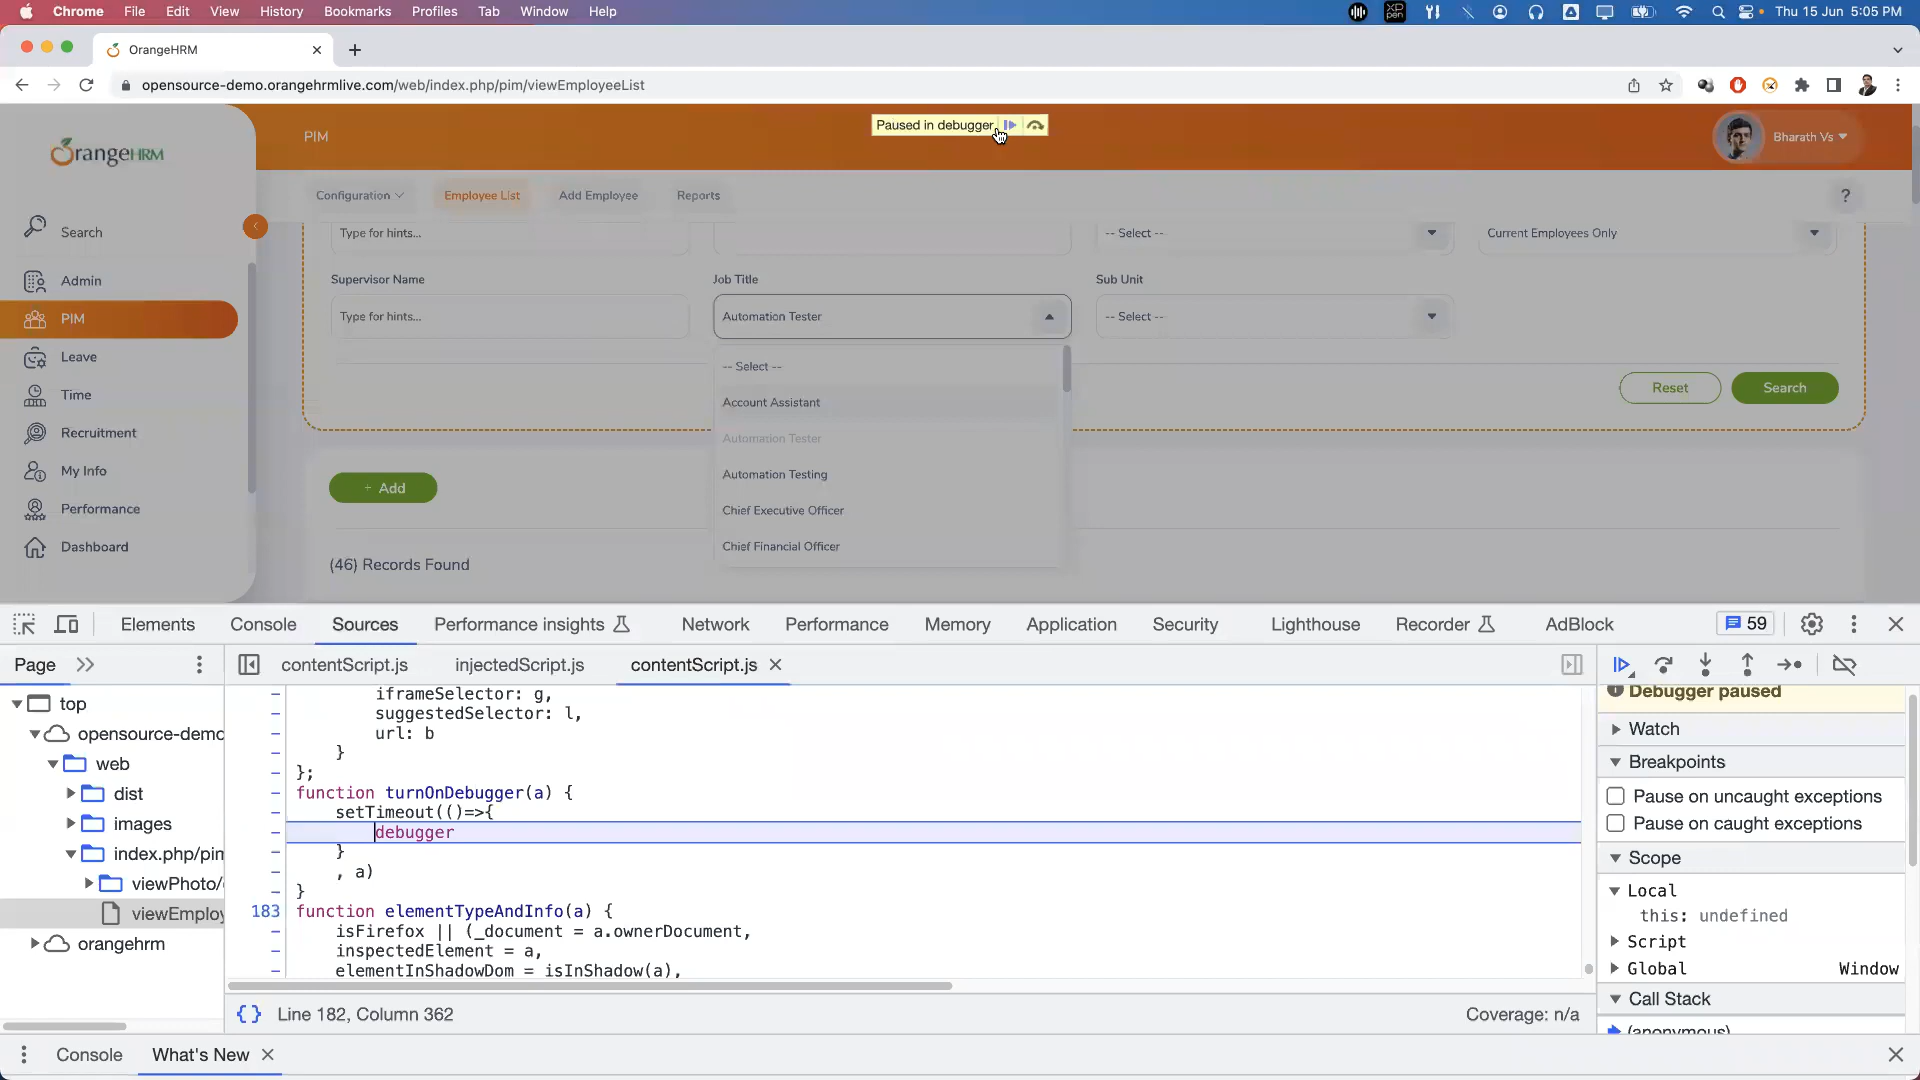 Chrome File Edit View History Bookmarks Profiles Tab Window Help
XP pen
Thu 15 Jun 5:05 PM
OrangeHRM
opensource-demo.orangehrmlive.com/web/index.php/pim/viewEmployeeList
OrangeHRM
PIM
Paused in debugger
Bharath Vs
Configuration Employee List Add Employee Reports ?
Search
Admin
PIM
Leave
Time
Recruitment
My Info
Performance
Dashboard
Type for hints...
-- Select --
Current Employees Only
Supervisor Name
Job Title
Sub Unit
Type for hints...
Automation Tester
-- Select --
-- Select --
Account Assistant
Automation Tester
Automation Testing
Chief Executive Officer
Chief Financial Officer
Reset Search
+ Add
(46) Records Found
Elements Console Sources Performance insights Network Performance Memory Application Security Lighthouse Recorder AdBlock 59
Page
contentScript.js injectedScript.js contentScript.js
top
opensource-demo
web
dist
images
index.php/pim
viewPhoto/
viewEmploy
orangehrm
iframeSelector: g,
suggestedSelector: l,
url: b
}
};
function turnOnDebugger(a) {
setTimeout(()=>{
debugger
}
, a)
}
183 function elementTypeAndInfo(a) {
isFirefox || (_document = a.ownerDocument,
inspectedElement = a,
elementInShadowDom = isInShadow(a),
{} Line 182, Column 362
Coverage: n/a
Debugger paused
Watch
Breakpoints
Pause on uncaught exceptions
Pause on caught exceptions
Scope
Local
this: undefined
Script
Global Window
Call Stack
(anonymous)
Console What's New